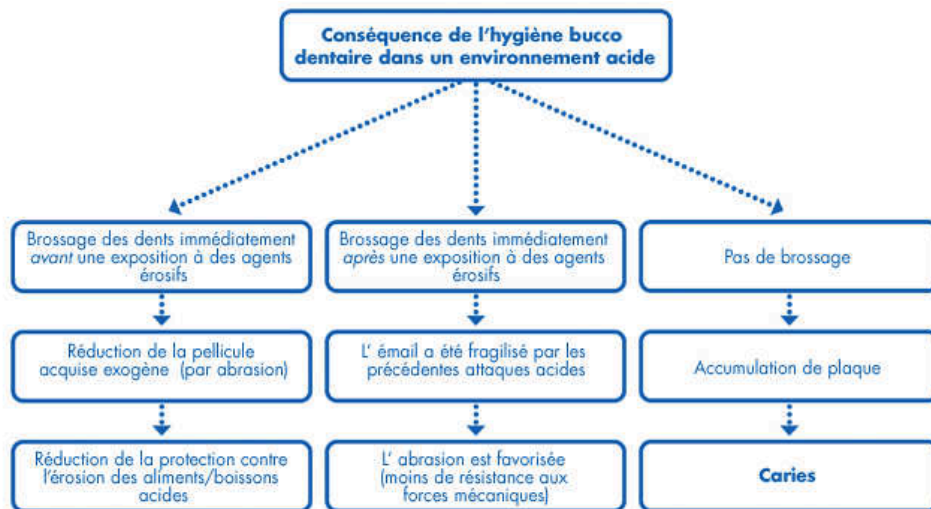 Conséquence de l'hygiène bucco
dentaire dans un environnement acide
Brossage des dents immédiatement
avant une exposition à des agents
érosifs
Brossage des dents immédiatement
après une exposition à des agents
érosifs
Pas de brossage
Réduction de la pellicule
acquise exogène (par abrasion)
L' émail a été fragilisé par les
précédentes attaques acides
Accumulation de plaque
Réduction de la protection contre
l'érosion des aliments/boissons
acides
L' abrasion est favorisée
(moins de résistance aux
forces mécaniques)
Caries